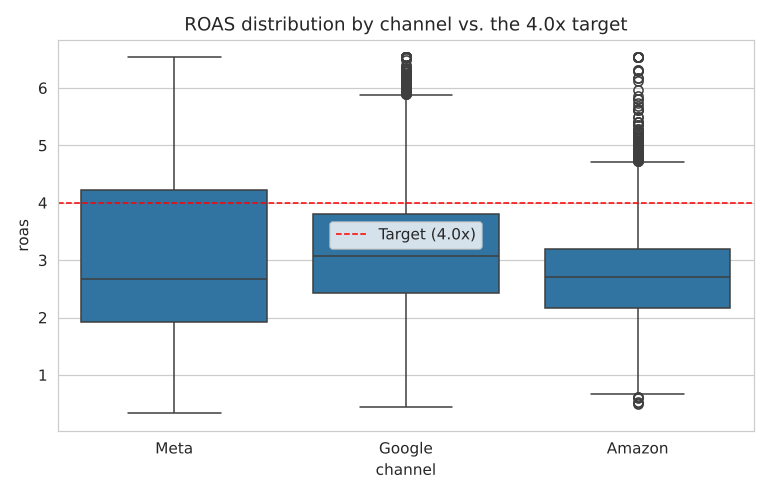 ROAS distribution by channel vs. the 4.0x target
roas
6
5
4
3
2
1
Target (4.0x)
Meta
Google
Amazon
channel